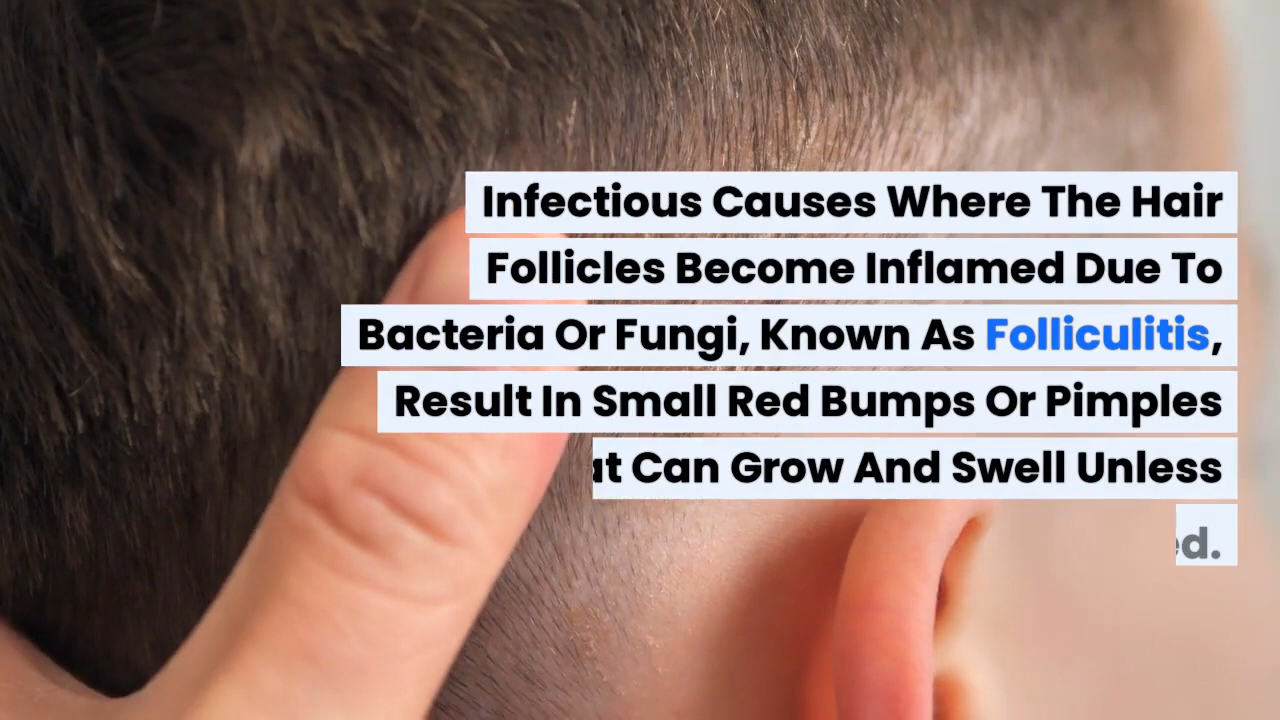 Infectious Causes Where The Hair
Follicles Become Inflamed Due To
Bacteria Or Fungi, Known As Folliculitis,
Result In Small Red Bumps Or Pimples
Can Grow And Swell Unless